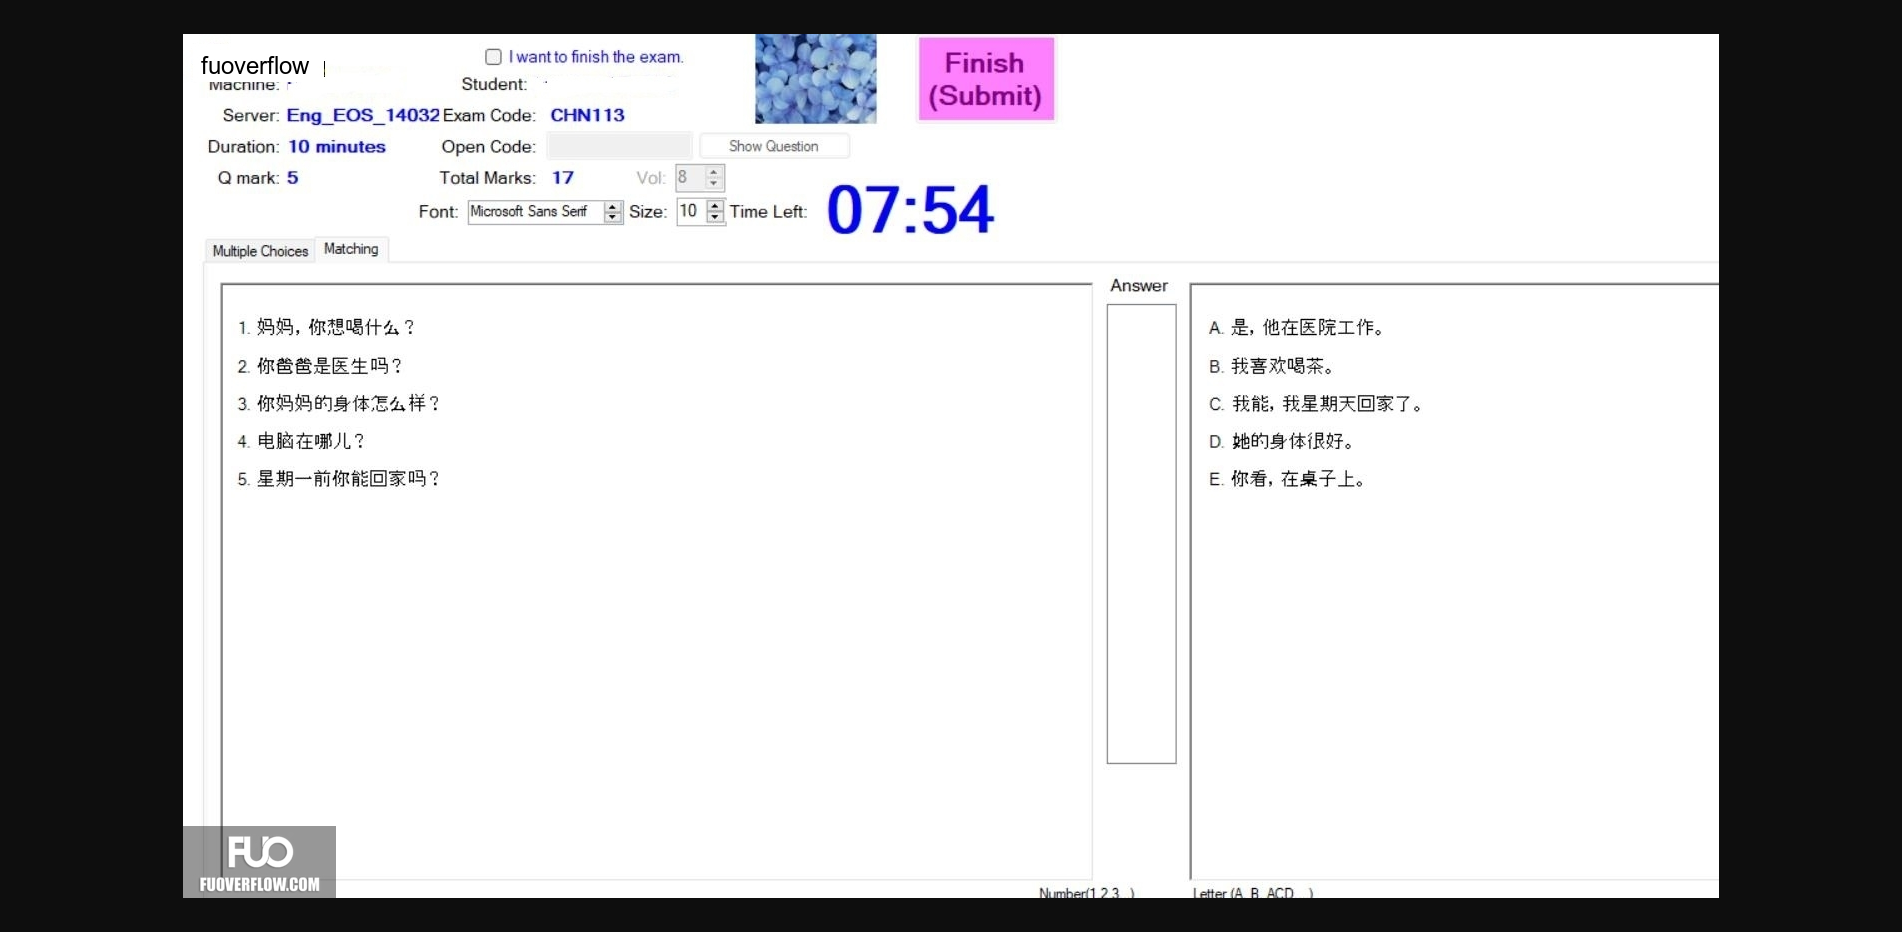 fuoverflow
I want to finish the exam.
Finish
(Submit)
Machine:
Student:
Server: Eng_EOS_14032 Exam Code: CHN113
Duration: 10 minutes Open Code: Show Question
Q mark: 5 Total Marks: 17 Vol: 8
Font: Microsoft Sans Serif Size: 10 Time Left: 07:54
Multiple Choices Matching
Answer
1. 妈妈，你想喝什么？
2. 你爸爸是医生吗？
3. 你妈妈的身体怎么样？
4. 电脑在哪儿？
5. 星期一前你能回家吗？
A. 是，他在医院工作。
B. 我喜欢喝茶。
C. 我能，我星期天回家了。
D. 她的身体很好。
E. 你看，在桌子上。
FUO
FUOVERFLOW.COM
Number(1,2,3...)
Letter (A, B, ACD...)